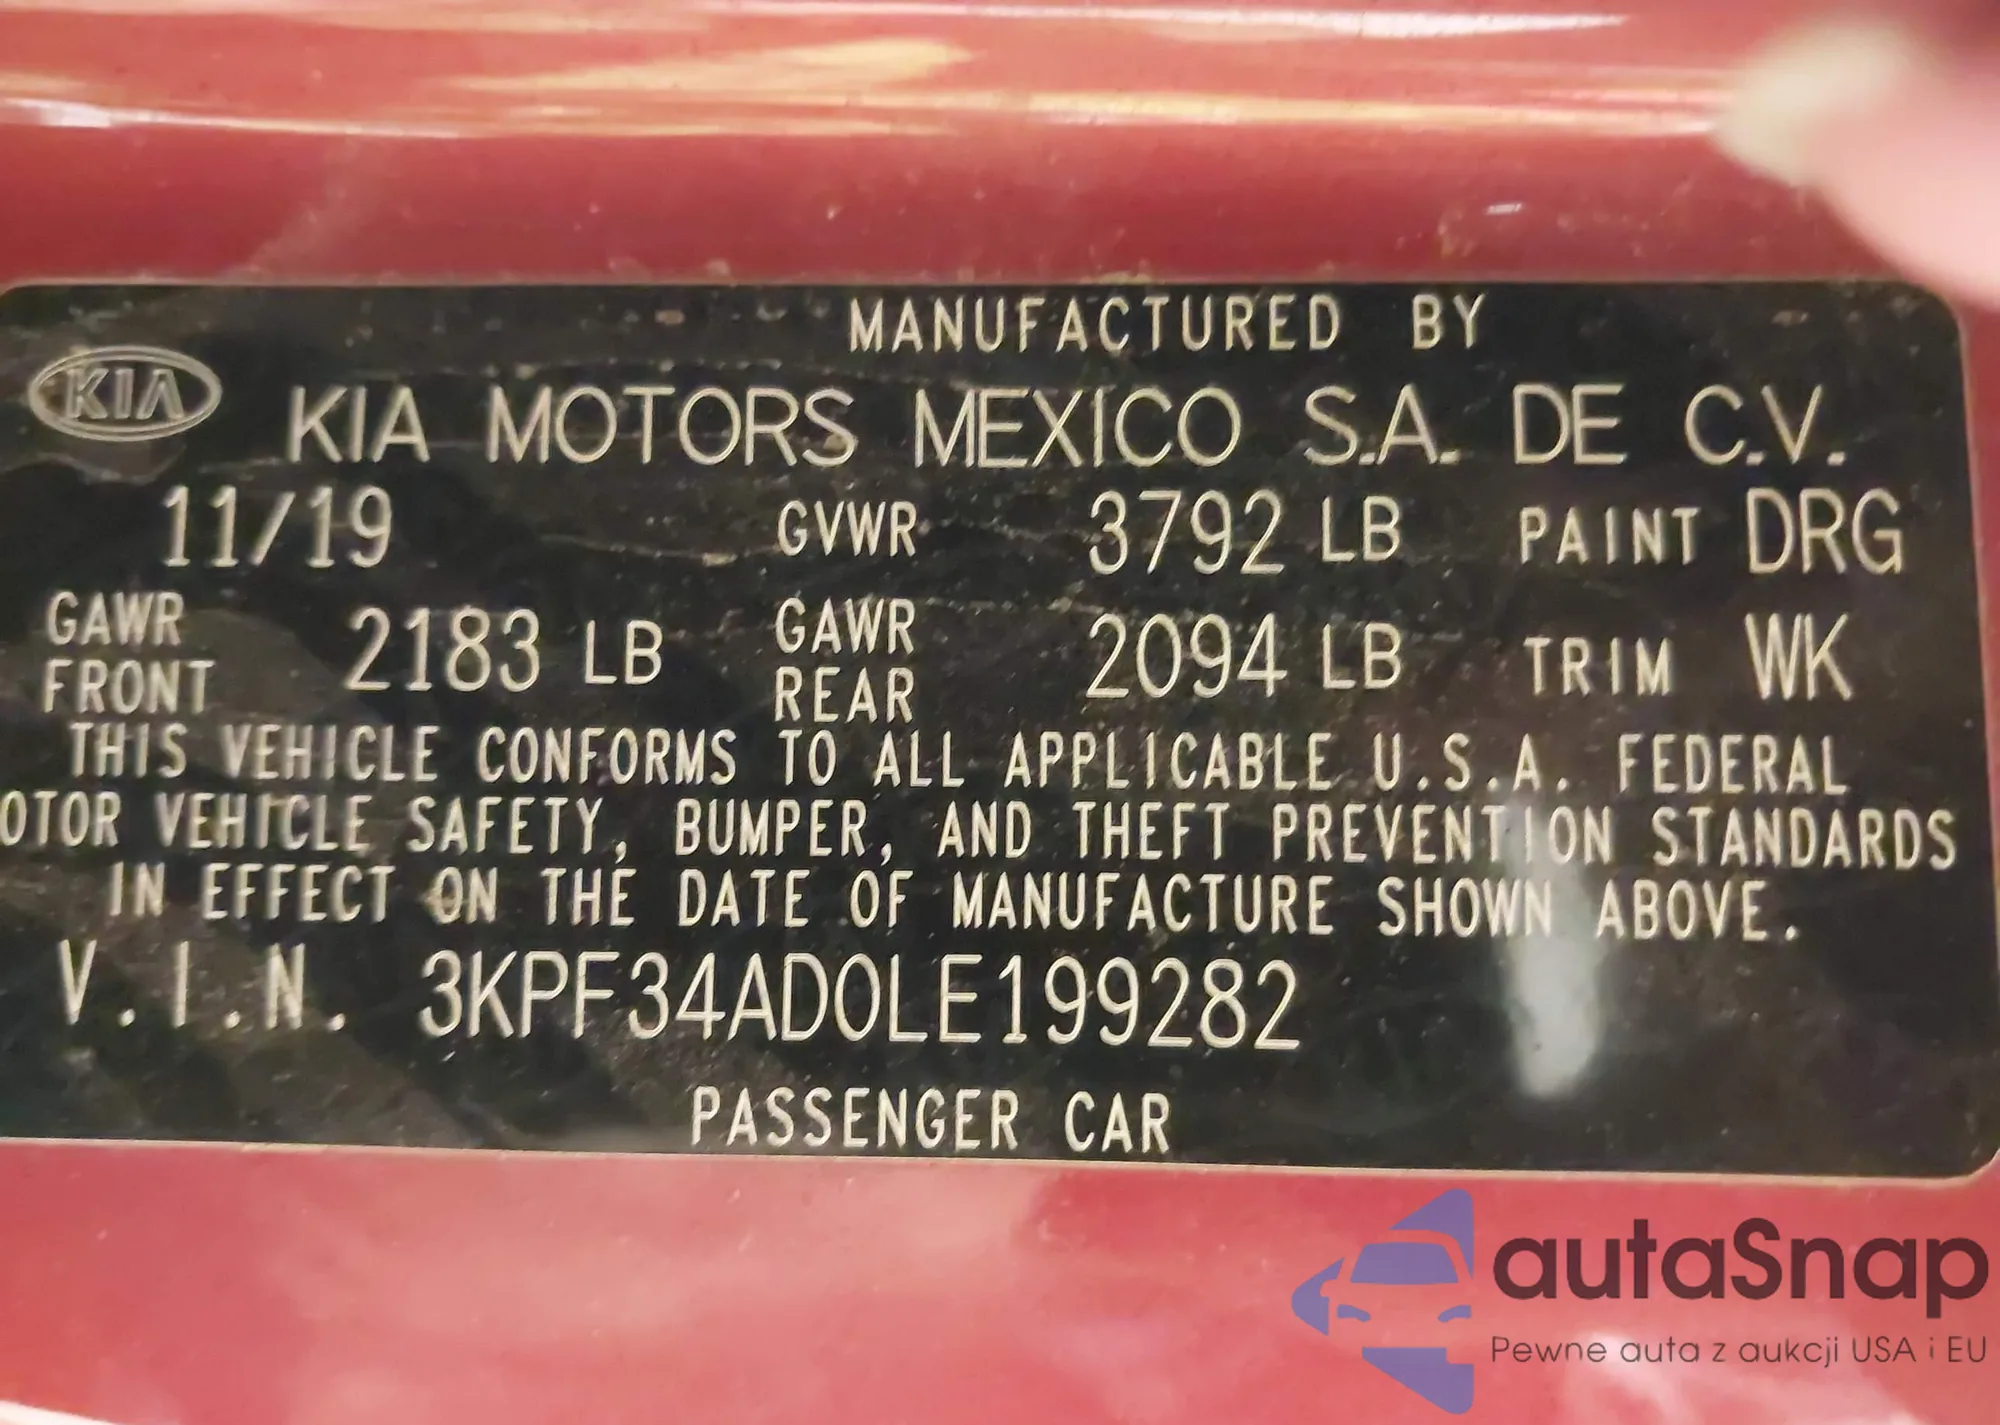 MANUFACTURED BY
KIA KIA MOTORS MEXICO S.A. DE C.V.
11/19 GVWR 3792 LB PAINT DRG
GAWR FRONT 2183 LB GAWR REAR 2094 LB TRIM WK
THIS VEHICLE CONFORMS TO ALL APPLICABLE U.S.A. FEDERAL
OTOR VEHICLE SAFETY, BUMPER, AND THEFT PREVENTION STANDARDS
IN EFFECT ON THE DATE OF MANUFACTURE SHOWN ABOVE.
V.I.N. 3KPF34AD0LE199282
PASSENGER CAR
autaSnap
Pewne auta z aukcji USA i EU